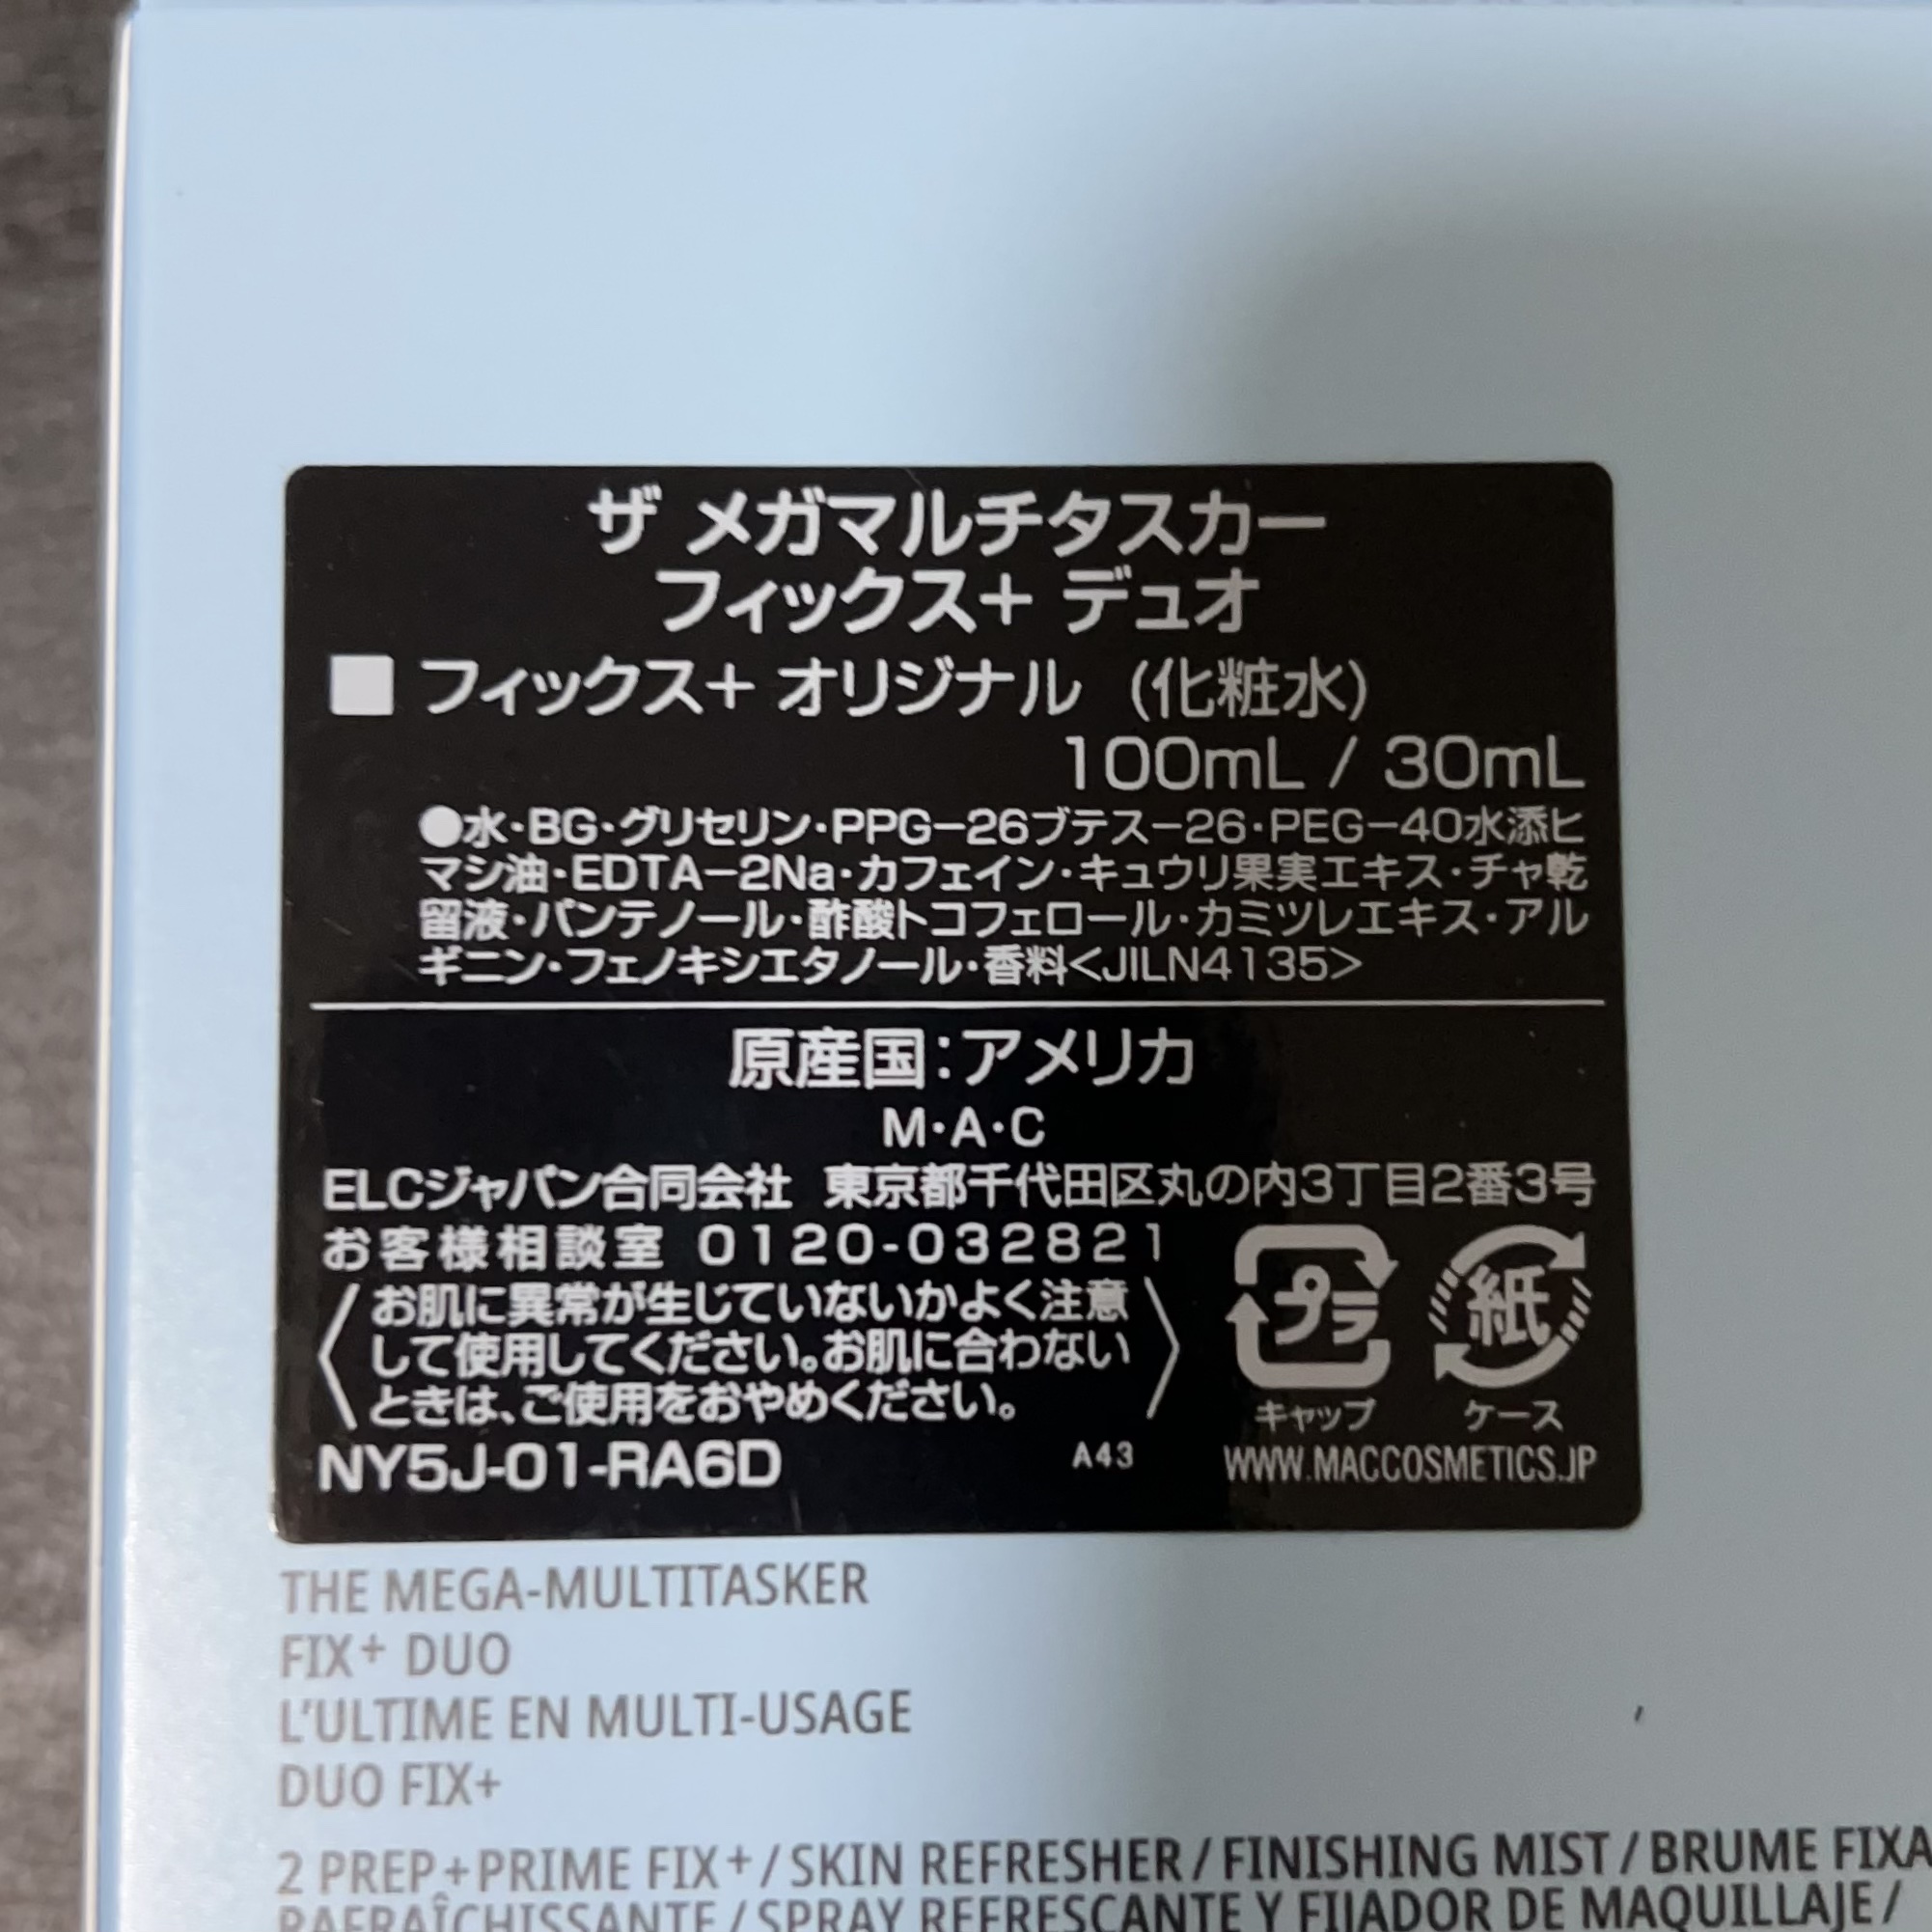 ザ メガマルチタスカー
フィックス+ デュオ
■ フィックス+ オリジナル (化粧水)
100mL / 30mL
●水・BG・グリセリン・PPG-26ブテス-26・PEG-40水添ヒ
マシ油・EDTA-2Na・カフェイン・キュウリ果実エキス・チャ乾
留液・パンテノール・酢酸トコフェロール・カミツレエキス・アル
ギニン・フェノキシエタノール・香料<JILN4135>
原産国:アメリカ
M・A・C
ELCジャパン合同会社 東京都千代田区丸の内3丁目2番3号
お客様相談室 0120-032821
〈お肌に異常が生じていないかよく注意
して使用してください。お肌に合わない
ときは、ご使用をおやめください。〉
プラ
キャップ
紙
ケース
NY5J-01-RA6D
A43
WWW.MACCOSMETICS.JP
THE MEGA-MULTITASKER
FIX+ DUO
L'ULTIME EN MULTI-USAGE
DUO FIX+
2 PREP+PRIME FIX+ / SKIN REFRESHER / FINISHING MIST / BRUME FIXA
RAFRAÎCHISSANTE / SPRAY REFRESCANTE Y FIJADOR DE MAQUILLAJE /